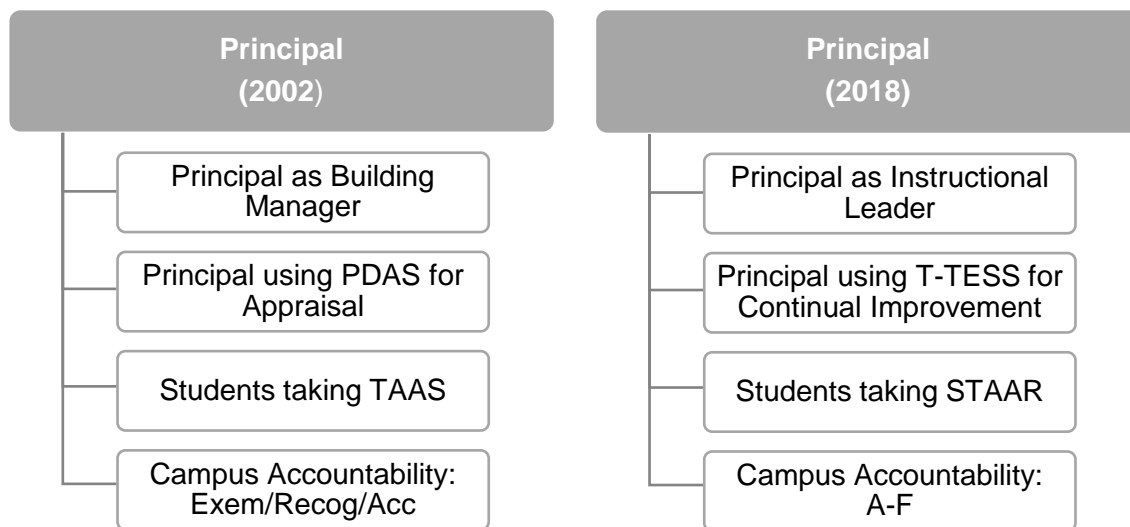 Principal
(2002)
Principal as Building
Manager
Principal using PDAS for
Appraisal
Students taking TAAS
Campus Accountability:
Exem/Recog/Acc
Principal
(2018)
Principal as Instructional
Leader
Principal using T-TESS for
Continual Improvement
Students taking STAAR
Campus Accountability:
A-F